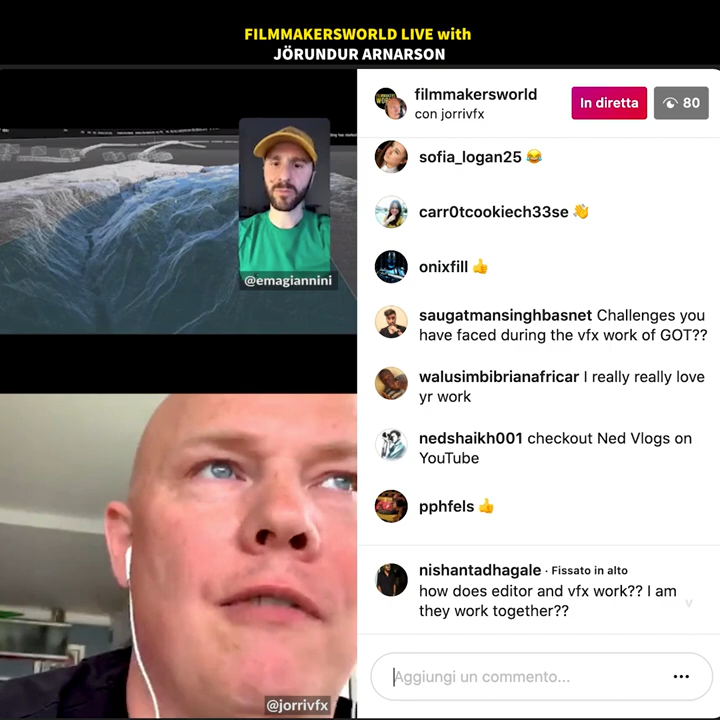 FILMMAKERSWORLD LIVE with
JÖRUNDUR ARNARSON
@emagiannini
@jorrivfx
filmmakersworld
con jorrivfx
In diretta
80
sofia_logan25 😂
carr0tcookiech33se 👋
onixfill 👍
saugatmansinghbasnet Challenges you
have faced during the vfx work of GOT??
walusimbibrianafricar I really really love
yr work
nedshaikh001 checkout Ned Vlogs on
YouTube
pphfels 👍
nishantadhagale · Fissato in alto
how does editor and vfx work?? I am
they work together??
Aggiungi un commento...